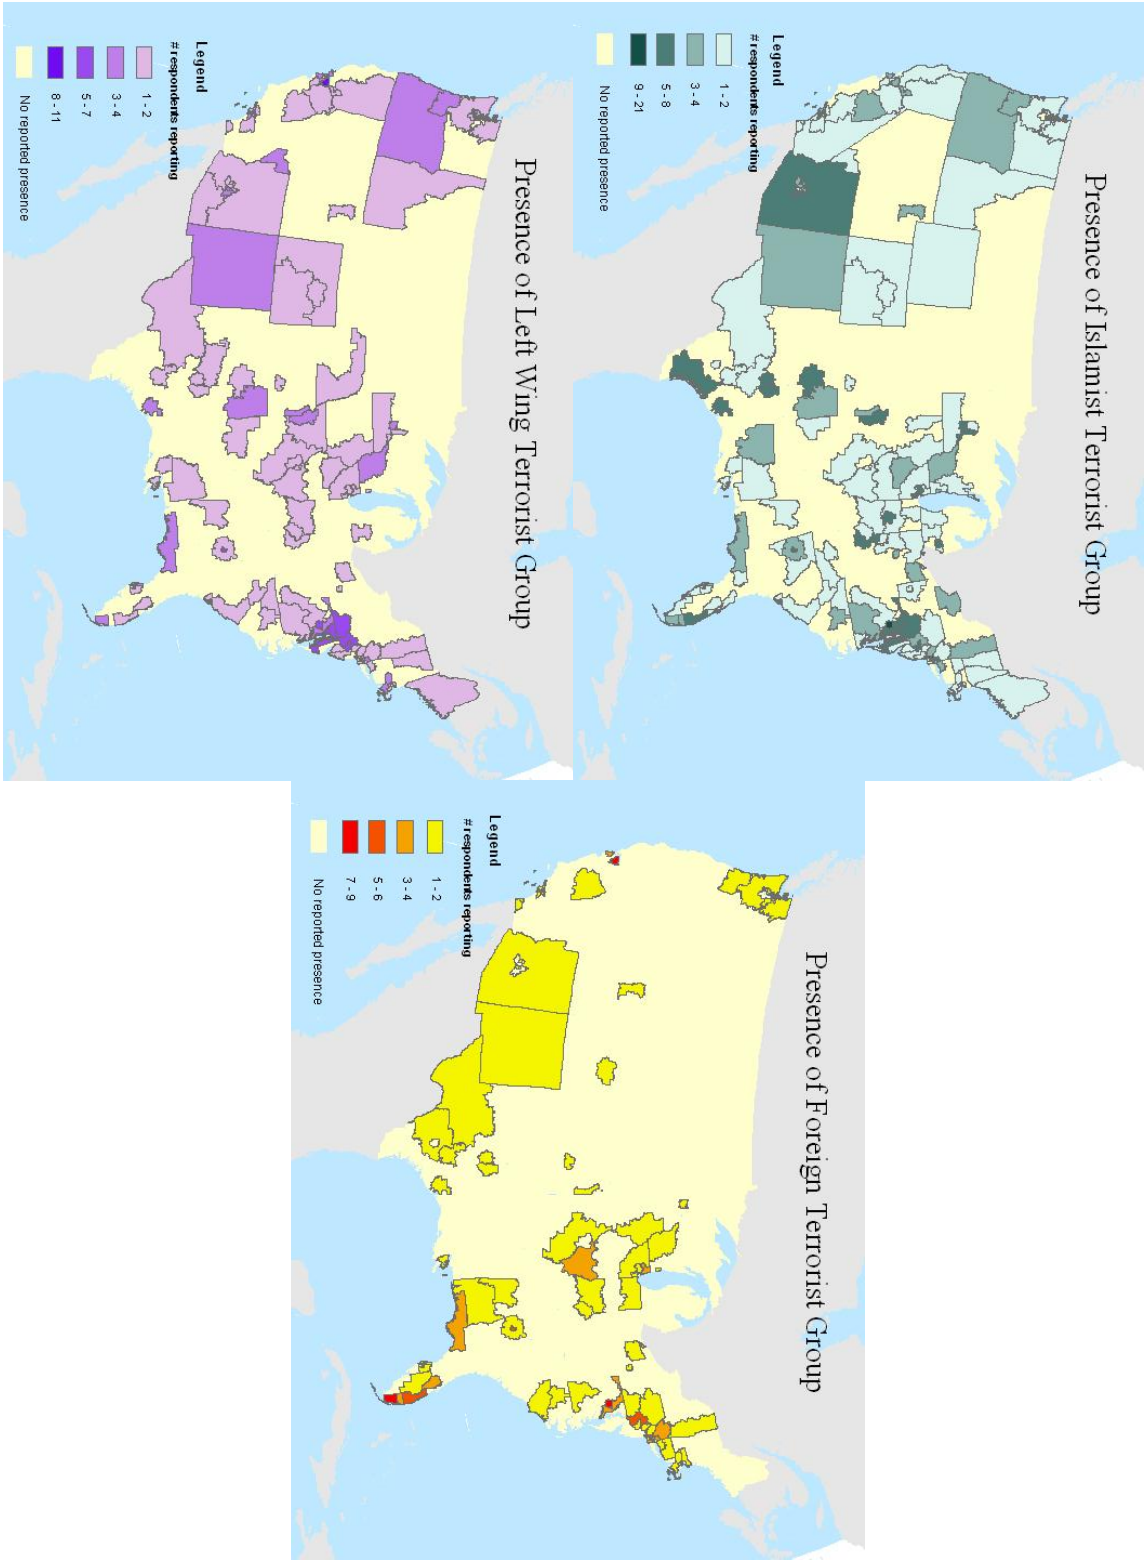 Presence of Left Wing Terrorist Group
Legend
# respondents reporting
1 - 2
3 - 4
5 - 7
8 - 11
No reported presence
Presence of Islamist Terrorist Group
Legend
# respondents reporting
1 - 2
3 - 4
5 - 8
9 - 21
No reported presence
Presence of Foreign Terrorist Group
Legend
# respondents reporting
1 - 2
3 - 4
5 - 6
7 - 9
No reported presence